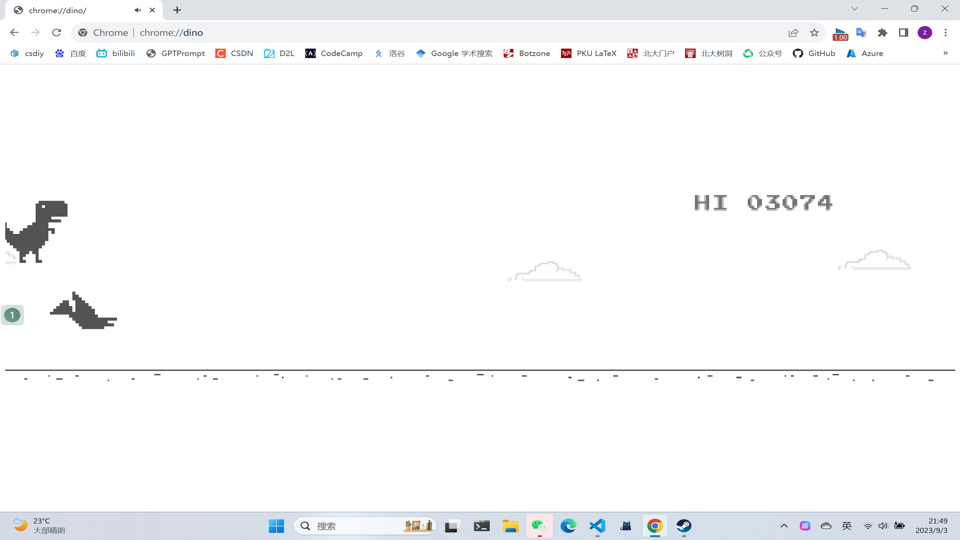 chrome://dino/
Chrome | chrome://dino
1.00
z
csdiy
百度
bilibili
GPTPrompt
CSDN
D2L
CodeCamp
洛谷
Google 学术搜索
Botzone
PKU LaTeX
北大门户
北大树洞
公众号
GitHub
Azure
»
HI 03074
1
23°C
大部晴朗
搜索
英
21:49
2023/9/3